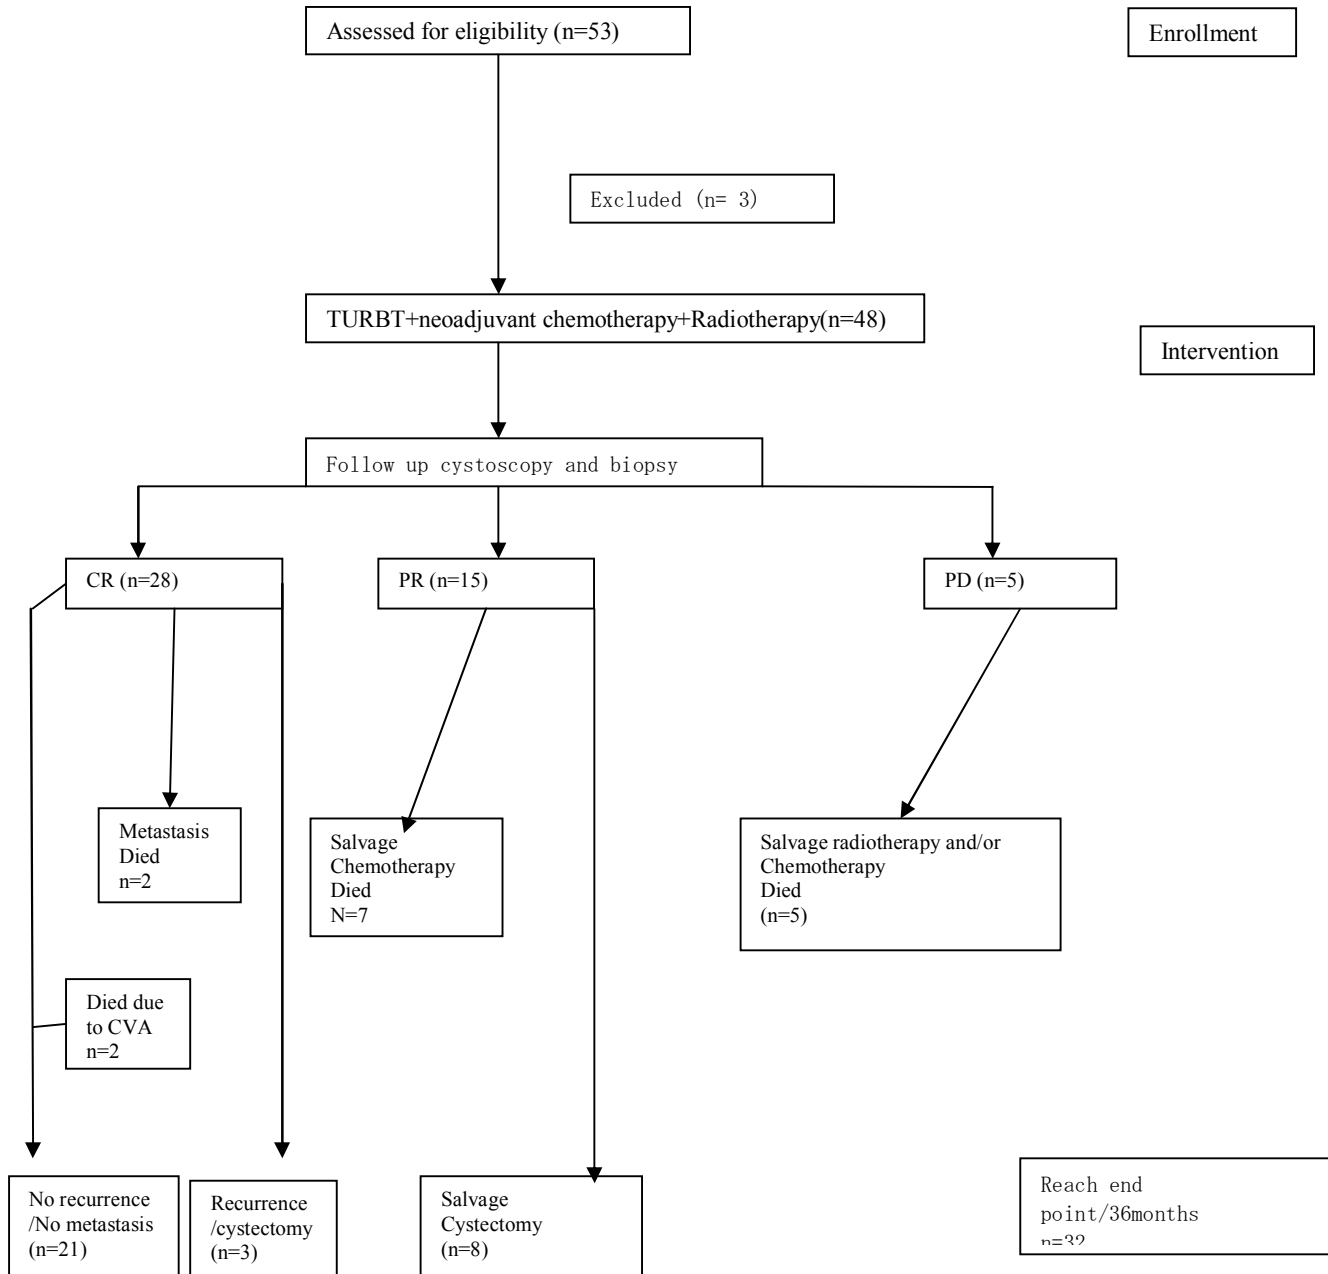 Assessed for eligibility (n=53)
Enrollment
Excluded (n= 3)
TURBT+neoadjuvant chemotherapy+Radiotherapy(n=48)
Intervention
Follow up cystoscopy and biopsy
CR (n=28)
PR (n=15)
PD (n=5)
Metastasis
Died
n=2
Salvage
Chemotherapy
Died
N=7
Salvage radiotherapy and/or
Chemotherapy
Died
(n=5)
Died due
to CVA
n=2
No recurrence
/No metastasis
(n=21)
Recurrence
/cystectomy
(n=3)
Salvage
Cystectomy
(n=8)
Reach end
point/36months
n=32